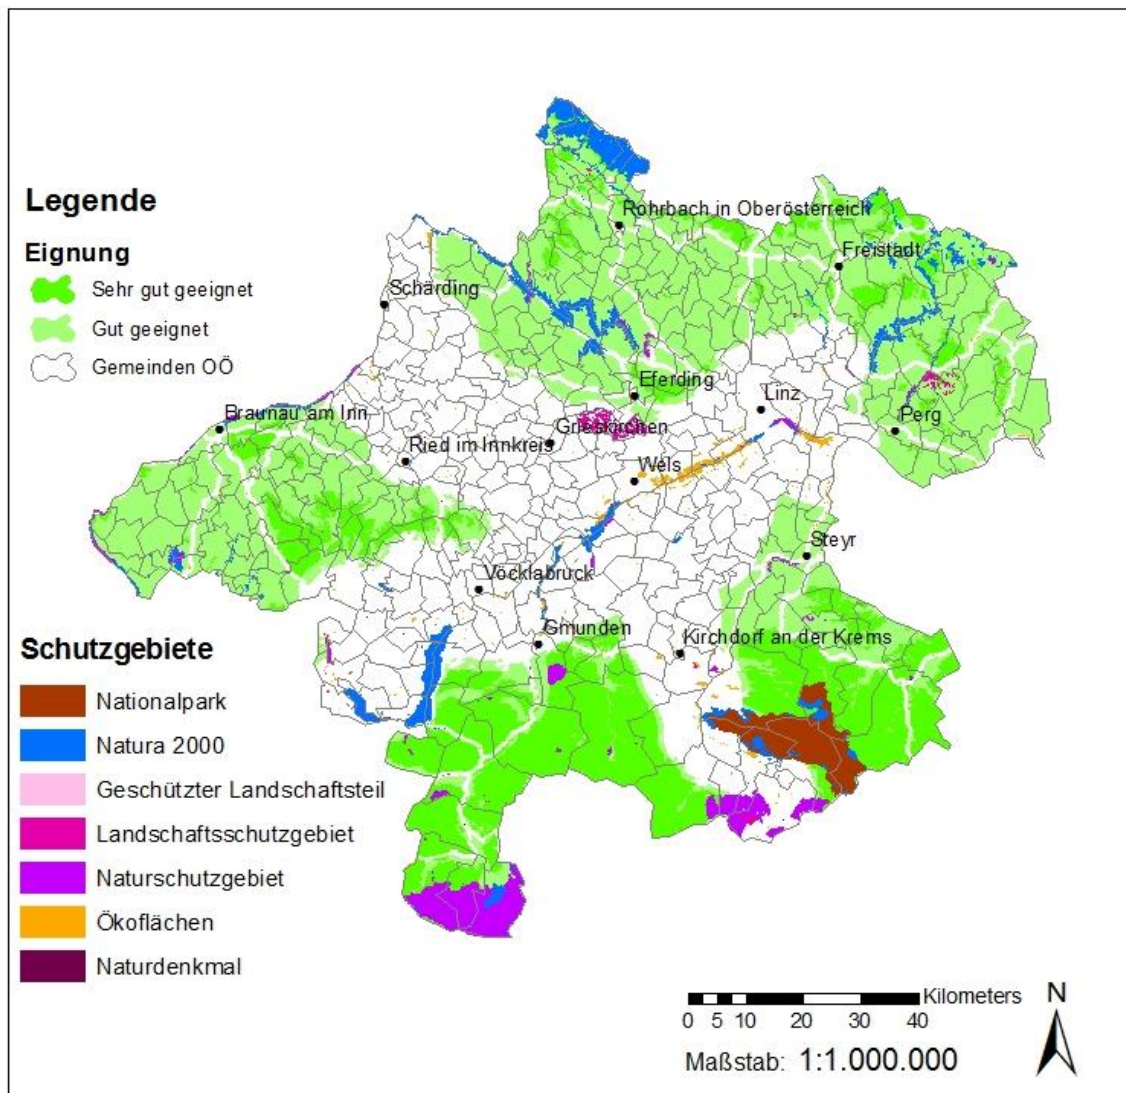 Legende
Eignung
Sehr gut geeignet
Gut geeignet
Gemeinden OÖ
Rohrbach in Oberösterreich
Freistadt
Schärding
Eferding
Linz
Braunau am Inn
Grieskirchen
Perg
Ried im Innkreis
Wels
Steyr
Vöcklabruck
Gmunden
Kirchdorf an der Krems
Schutzgebiete
Nationalpark
Natura 2000
Geschützter Landschaftsteil
Landschaftsschutzgebiet
Naturschutzgebiet
Ökoflächen
Naturdenkmal
Kilometers
0 5 10 20 30 40
Maßstab: 1:1.000.000
N